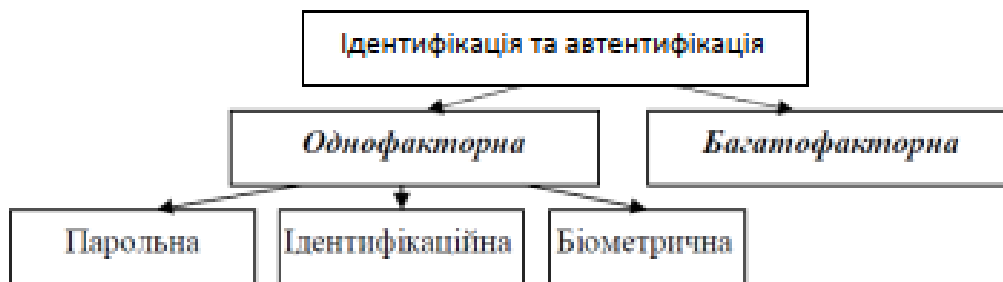 Ідентифікація та автентифікація
Однофакторна
Багатофакторна
Парольна
Ідентифікаційна
Біометрична